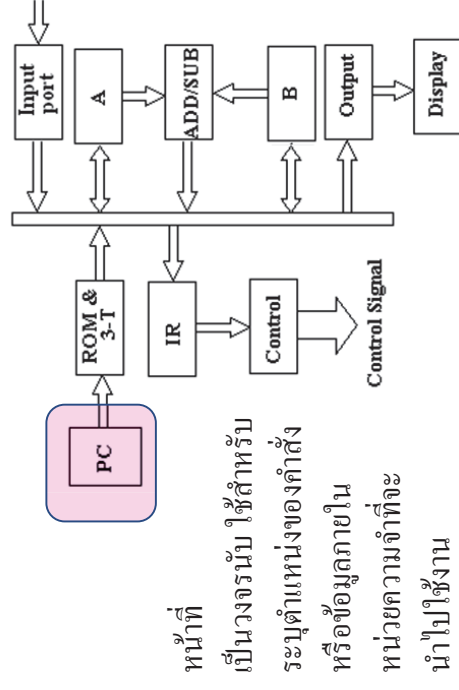 หน้าที่
เป็นวงจรนับ ใช้สำหรับ
ระบุตำแหน่งของคำสั่ง
หรือข้อมูลภายใน
หน่วยความจำที่จะ
นำไปใช้งาน
PC
ROM &
3-T
IR
Control
Control Signal
Input
port
A
ADD/SUB
B
Output
Display